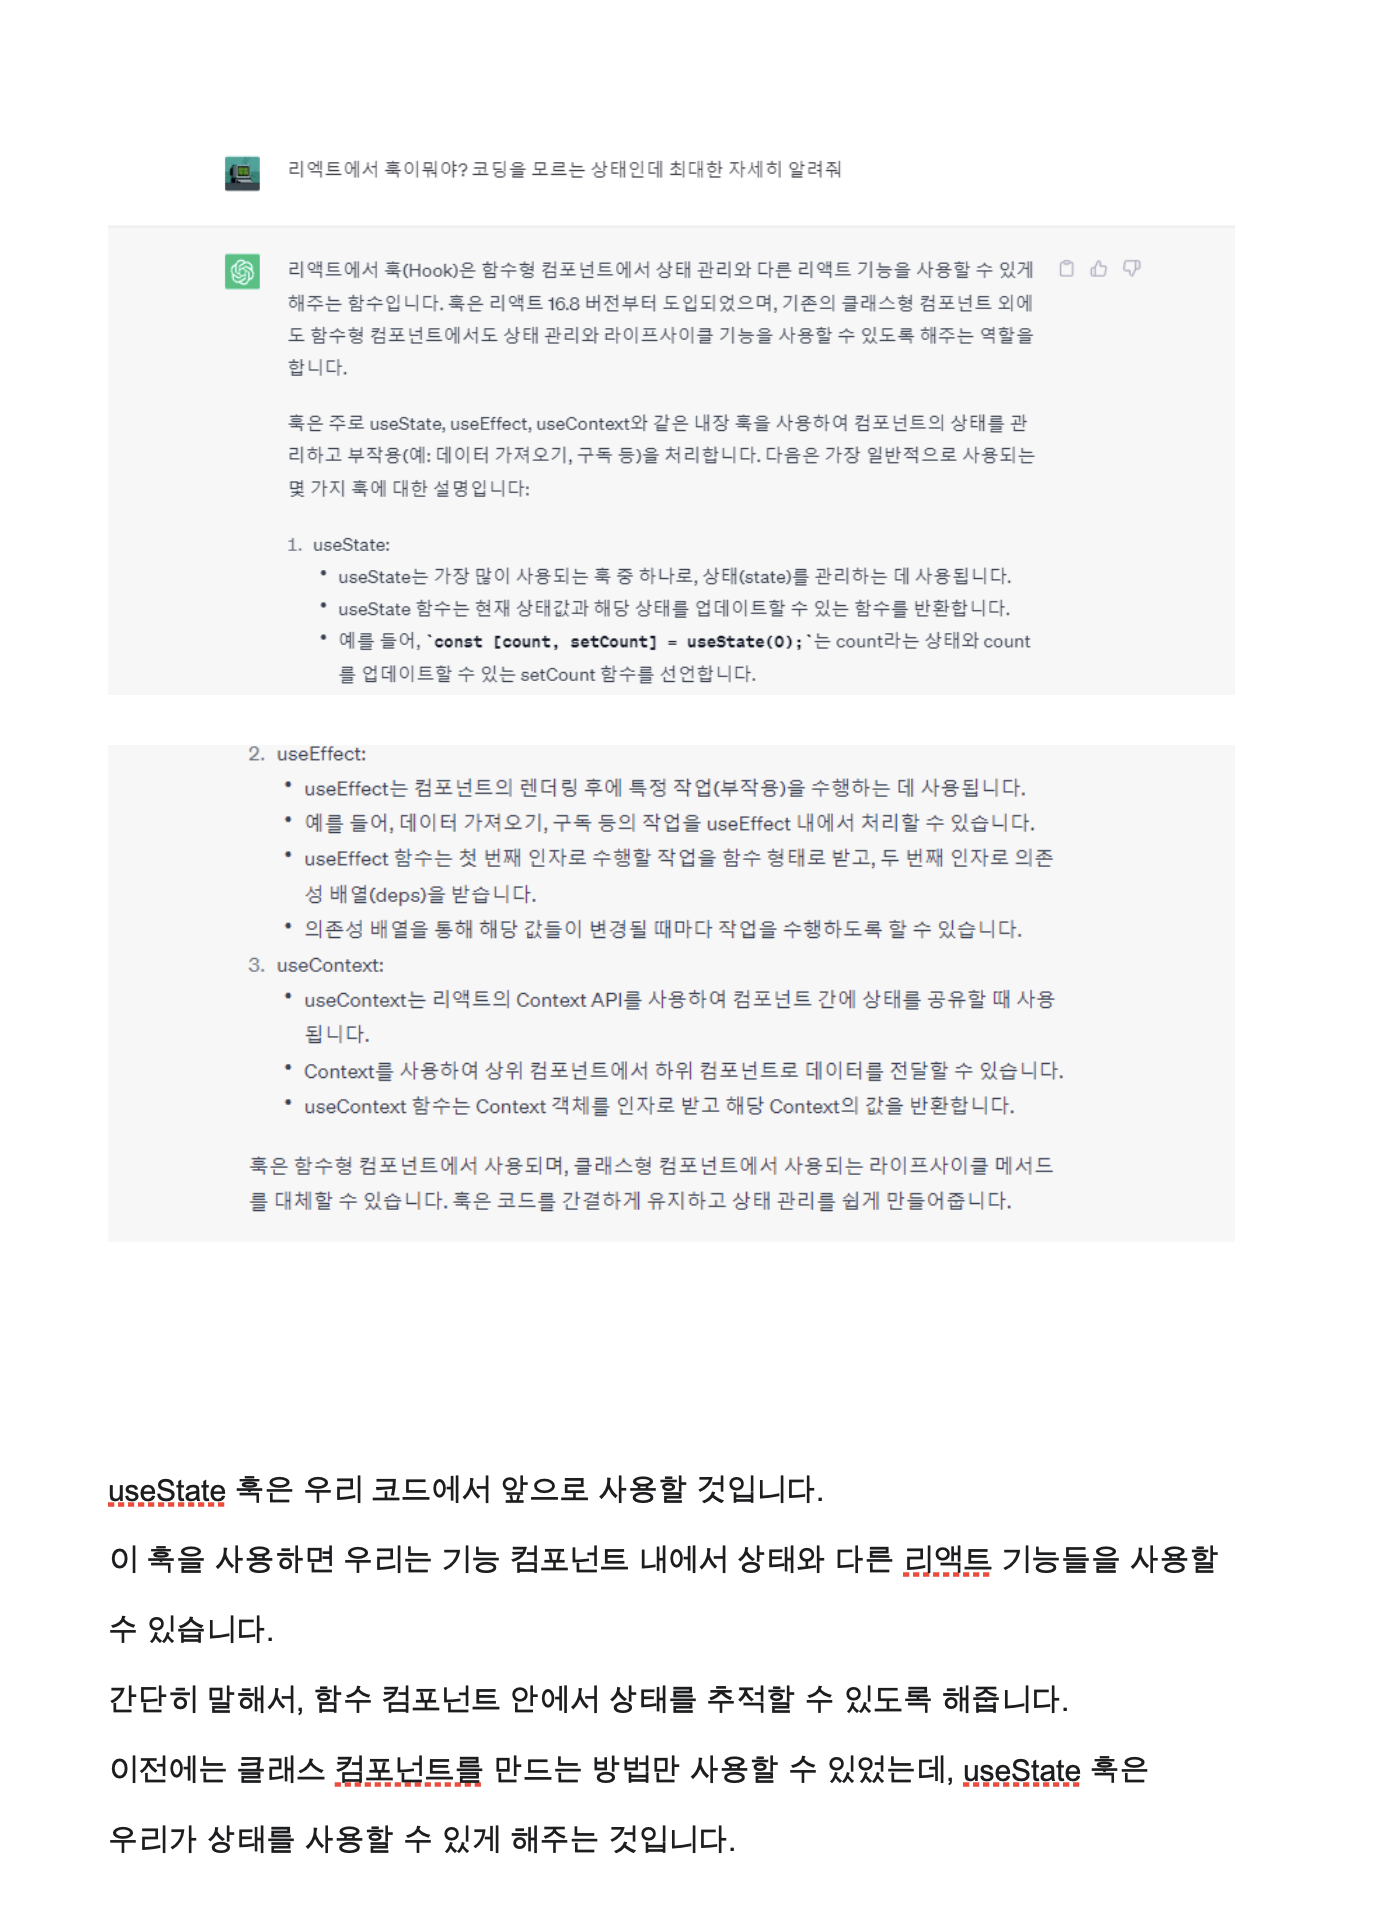 리엑트에서 훅이뭐야? 코딩을 모르는 상태인데 최대한 자세히 알려줘
리액트에서 훅(Hook)은 함수형 컴포넌트에서 상태 관리와 다른 리액트 기능을 사용할 수 있게
해주는 함수입니다. 훅은 리액트 16.8 버전부터 도입되었으며, 기존의 클래스형 컴포넌트 외에
도 함수형 컴포넌트에서도 상태 관리와 라이프사이클 기능을 사용할 수 있도록 해주는 역할을
합니다.
훅은 주로 useState, useEffect, useContext와 같은 내장 훅을 사용하여 컴포넌트의 상태를 관
리하고 부작용(예: 데이터 가져오기, 구독 등)을 처리합니다. 다음은 가장 일반적으로 사용되는
몇 가지 훅에 대한 설명입니다:
1. useState:
• useState는 가장 많이 사용되는 훅 중 하나로, 상태(state)를 관리하는 데 사용됩니다.
• useState 함수는 현재 상태값과 해당 상태를 업데이트할 수 있는 함수를 반환합니다.
• 예를 들어, `const [count, setCount] = useState(0);`는 count라는 상태와 count
를 업데이트할 수 있는 setCount 함수를 선언합니다.
2. useEffect:
• useEffect는 컴포넌트의 렌더링 후에 특정 작업(부작용)을 수행하는 데 사용됩니다.
• 예를 들어, 데이터 가져오기, 구독 등의 작업을 useEffect 내에서 처리할 수 있습니다.
• useEffect 함수는 첫 번째 인자로 수행할 작업을 함수 형태로 받고, 두 번째 인자로 의존
성 배열(deps)을 받습니다.
• 의존성 배열을 통해 해당 값들이 변경될 때마다 작업을 수행하도록 할 수 있습니다.
3. useContext:
• useContext는 리액트의 Context API를 사용하여 컴포넌트 간에 상태를 공유할 때 사용
됩니다.
• Context를 사용하여 상위 컴포넌트에서 하위 컴포넌트로 데이터를 전달할 수 있습니다.
• useContext 함수는 Context 객체를 인자로 받고 해당 Context의 값을 반환합니다.
훅은 함수형 컴포넌트에서 사용되며, 클래스형 컴포넌트에서 사용되는 라이프사이클 메서드
를 대체할 수 있습니다. 훅은 코드를 간결하게 유지하고 상태 관리를 쉽게 만들어줍니다.
useState 훅은 우리 코드에서 앞으로 사용할 것입니다.
이 훅을 사용하면 우리는 기능 컴포넌트 내에서 상태와 다른 리액트 기능들을 사용할
수 있습니다.
간단히 말해서, 함수 컴포넌트 안에서 상태를 추적할 수 있도록 해줍니다.
이전에는 클래스 컴포넌트를 만드는 방법만 사용할 수 있었는데, useState 훅은
우리가 상태를 사용할 수 있게 해주는 것입니다.